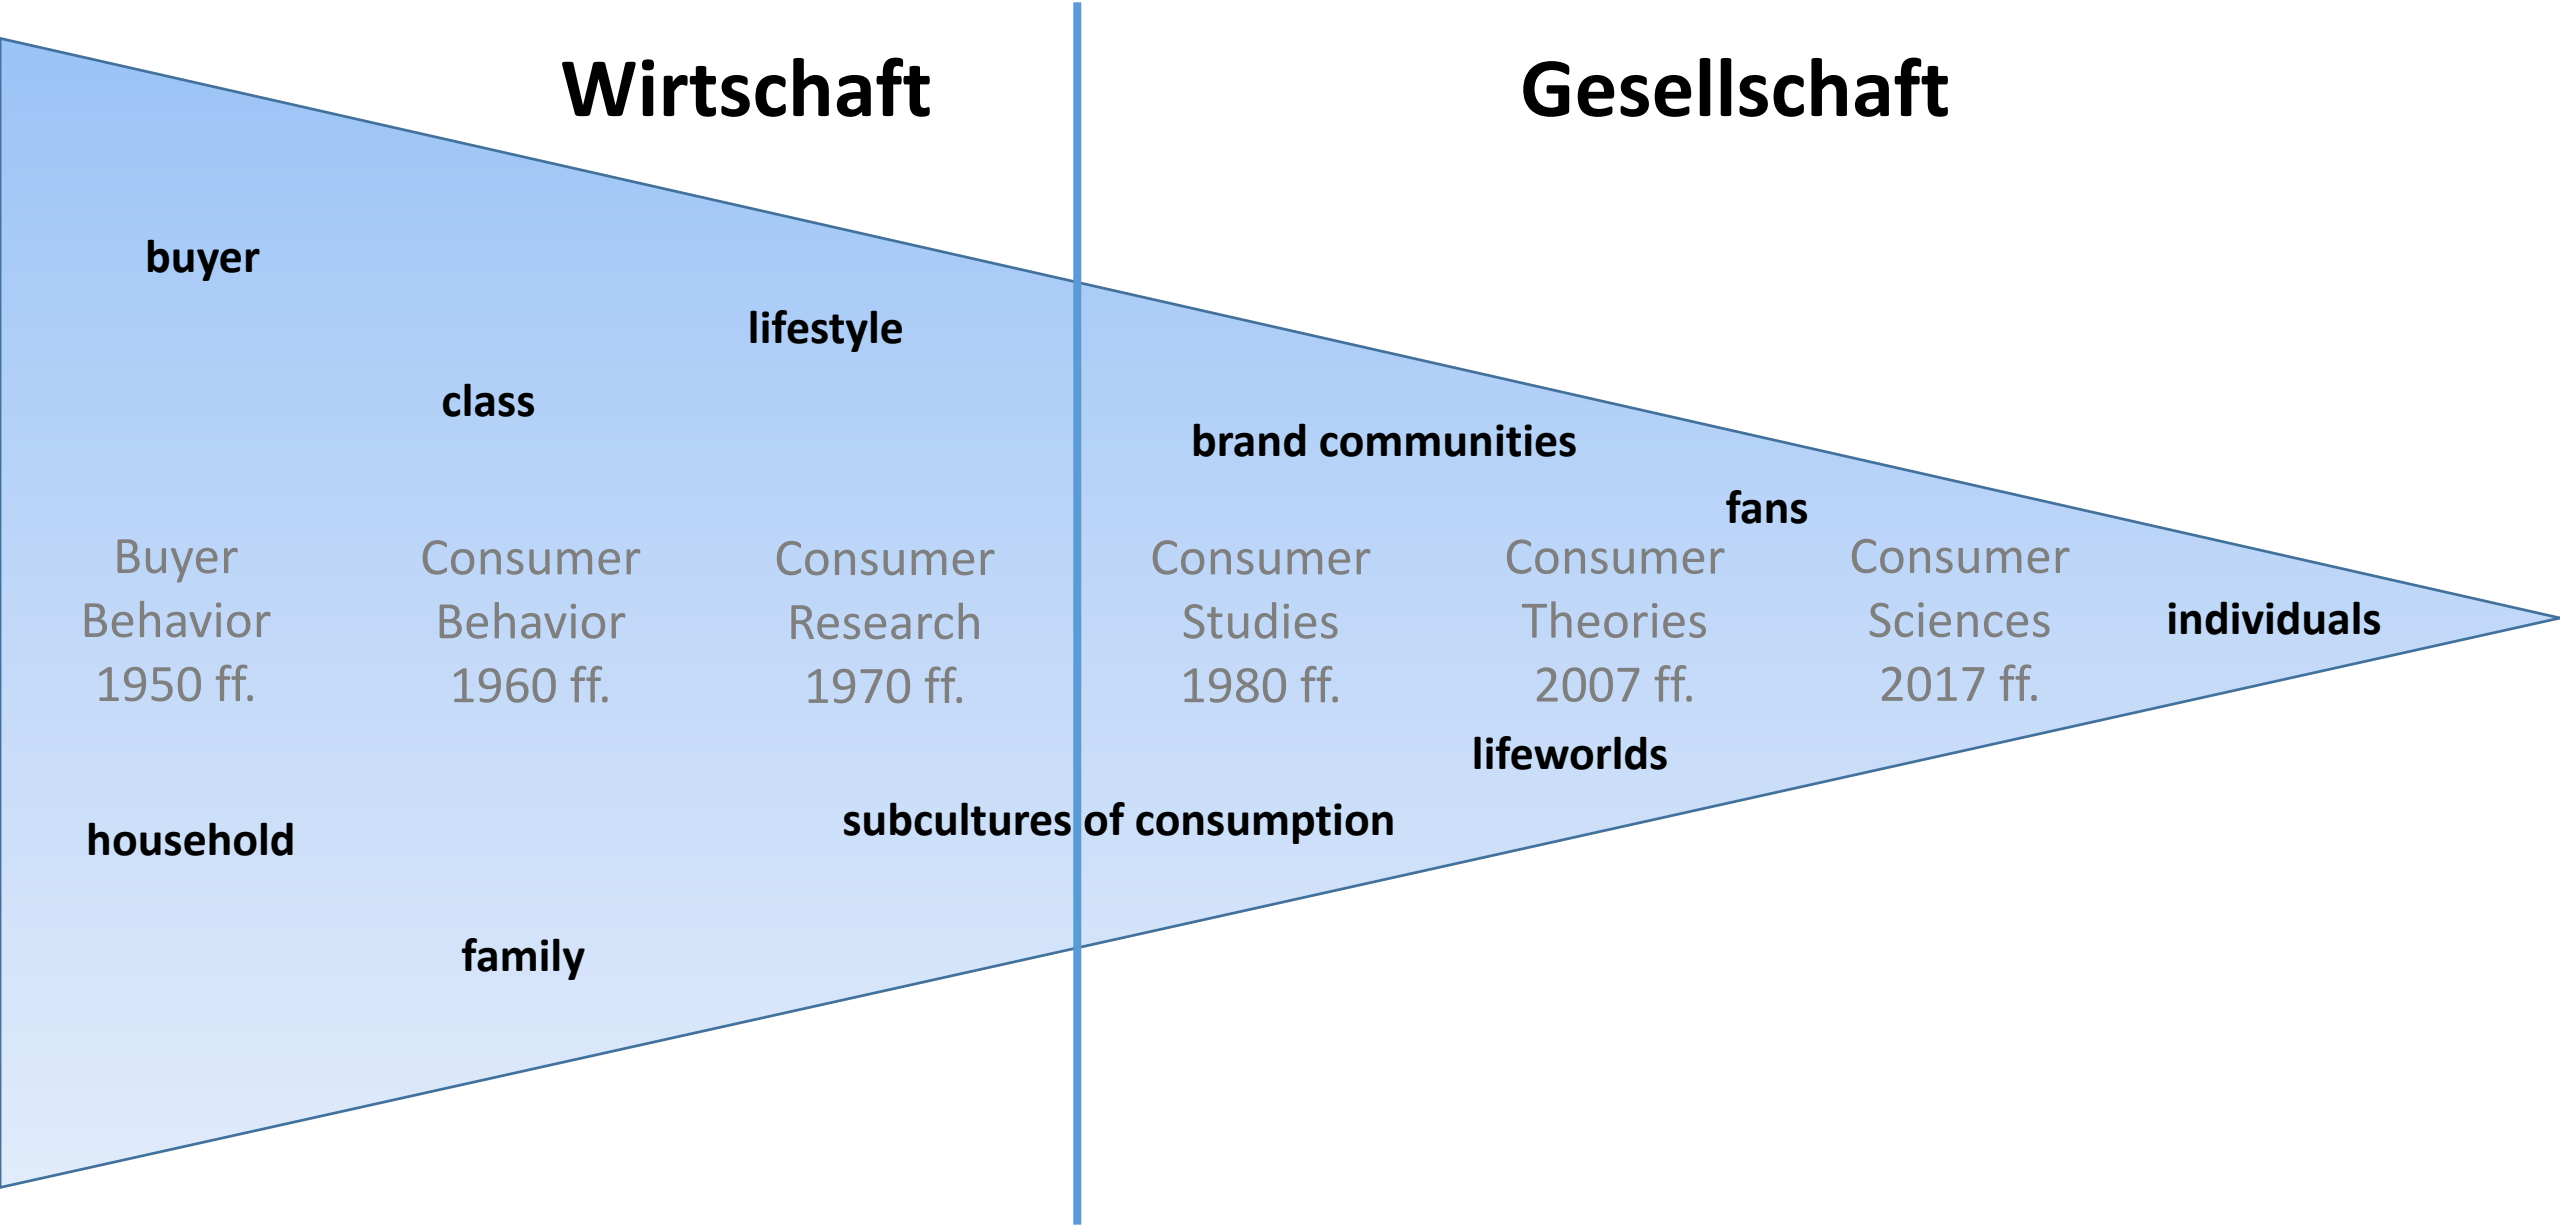 Wirtschaft
Gesellschaft
buyer
lifestyle
class
brand communities
fans
Buyer
Behavior
1950 ff.
Consumer
Behavior
1960 ff.
Consumer
Research
1970 ff.
Consumer
Studies
1980 ff.
Consumer
Theories
2007 ff.
Consumer
Sciences
2017 ff.
individuals
lifeworlds
subcultures of consumption
household
family